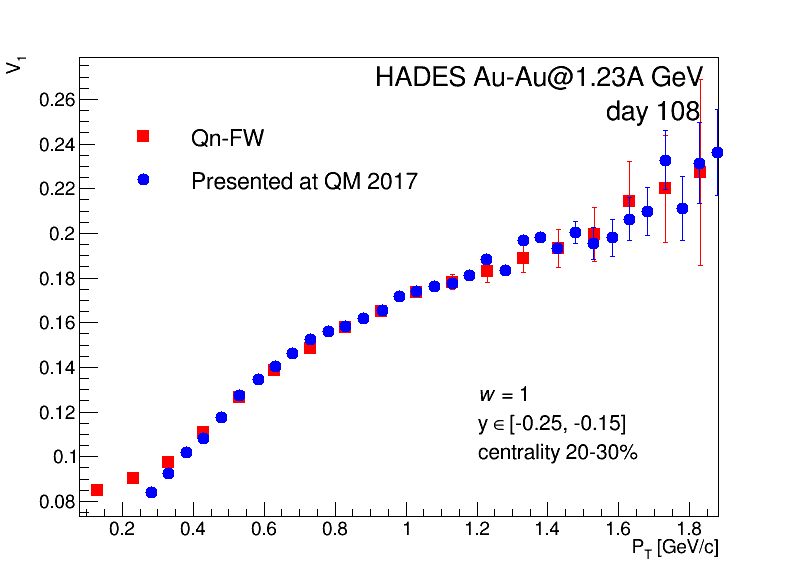 HADES Au-Au@1.23A GeV
day 108
Qn-FW
Presented at QM 2017
w = 1
y ∈ [-0.25, -0.15]
centrality 20-30%
V1
0.26
0.24
0.22
0.2
0.18
0.16
0.14
0.12
0.1
0.08
0.2 0.4 0.6 0.8 1 1.2 1.4 1.6 1.8
PT [GeV/c]